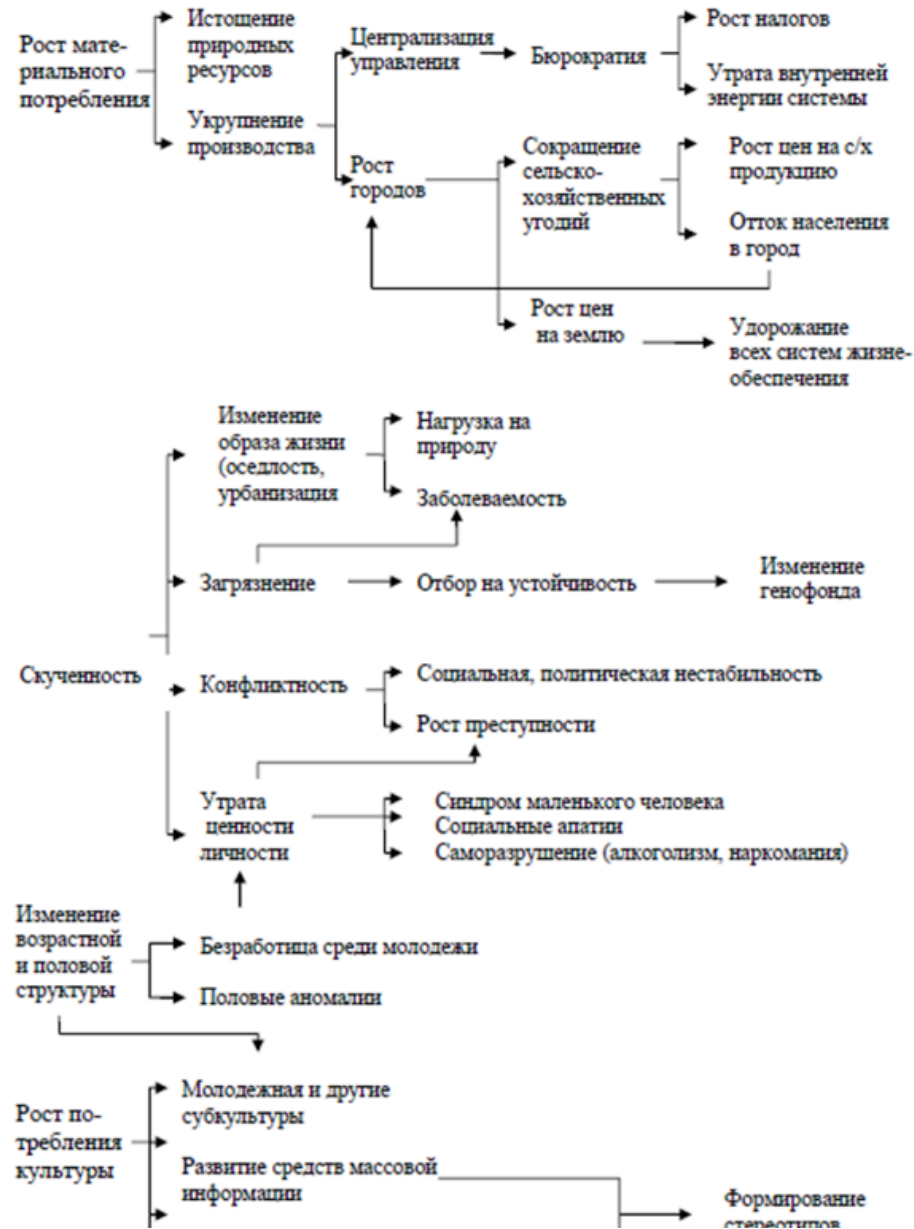 Рост мате-
риального
потребления
Истощение
природных
ресурсов
Укрупнение
производства
Централизация
управления
Рост
городов
Бюрократия
Рост налогов
Утрата внутренней
энергии системы
Сокращение
сельско-
хозяйственных
угодий
Рост цен на с/х
продукцию
Отток населения
в город
Рост цен
на землю
Удорожание
всех систем жизне-
обеспечения
Скученность
Изменение
образа жизни
(оседлость,
урбанизация
Нагрузка на
природу
Заболеваемость
Загрязнение
Отбор на устойчивость
Изменение
генофонда
Конфликтность
Социальная, политическая нестабильность
Рост преступности
Утрата
ценности
личности
Синдром маленького человека
Социальные апатии
Саморазрушение (алкоголизм, наркомания)
Изменение
возрастной
и половой
структуры
Безработица среди молодежи
Половые аномалии
Рост по-
требления
культуры
Молодежная и другие
субкультуры
Развитие средств массовой
информации
Формирование
стереотипов